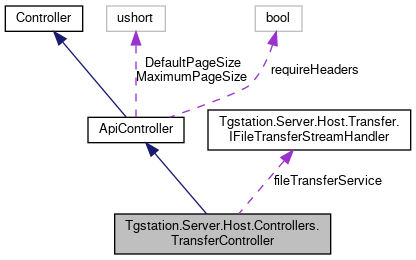 Controller
ushort
bool
DefaultPageSize
MaximumPageSize
requireHeaders
ApiController
Tgstation.Server.Host.Transfer.
IFileTransferStreamHandler
fileTransferService
Tgstation.Server.Host.Controllers.
TransferController